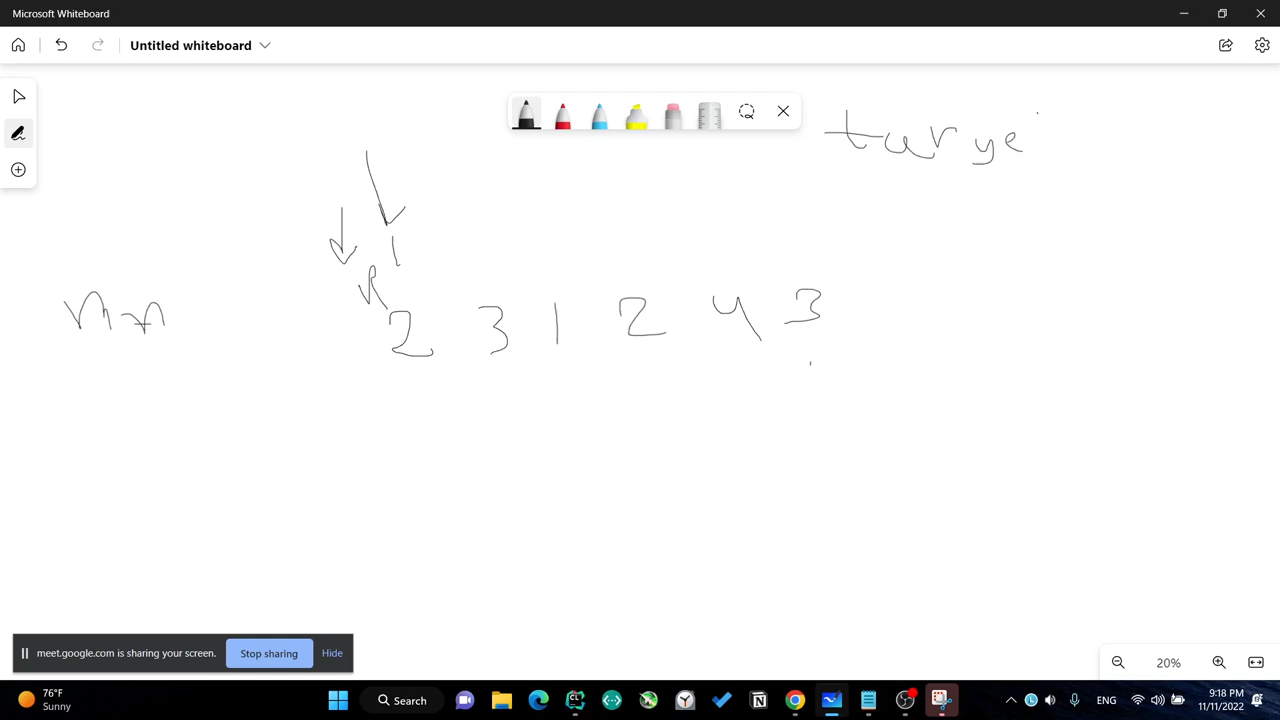 Microsoft Whiteboard
Untitled whiteboard
targe
2 3 1 2 4 3
meet.google.com is sharing your screen.
Stop sharing
Hide
20%
76°F
Sunny
Search
ENG
9:18 PM
11/11/2022